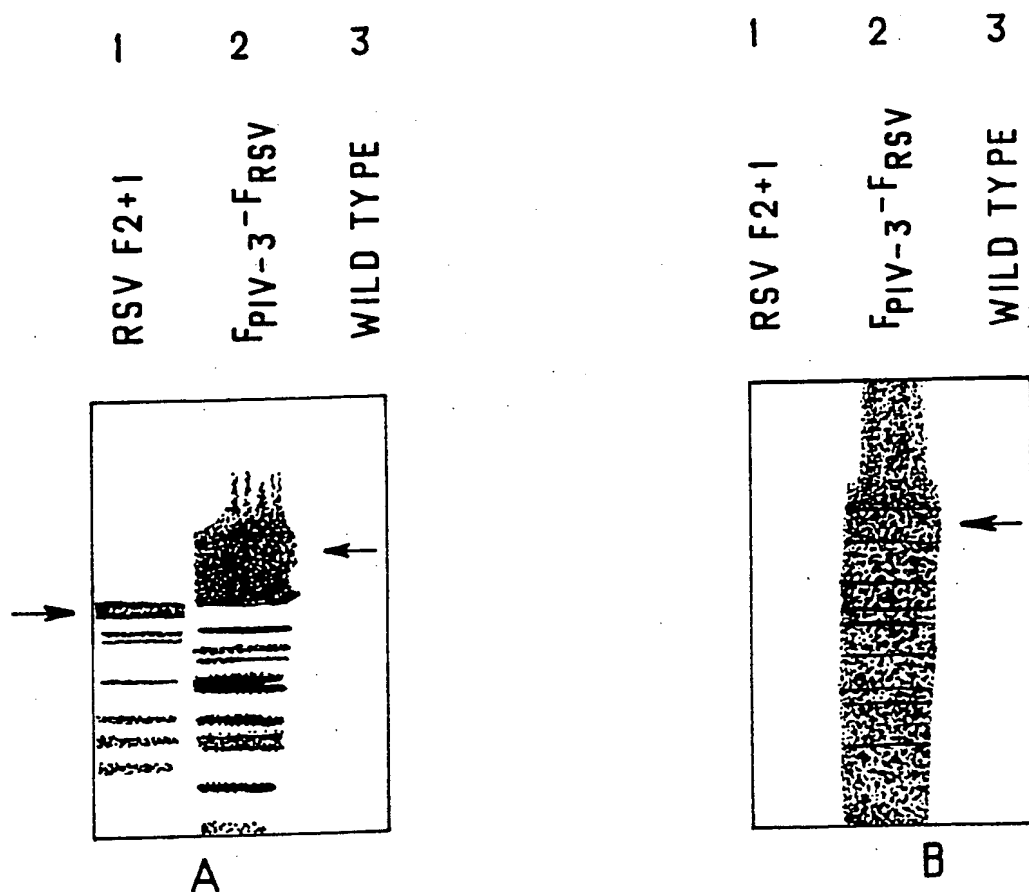 1 2 3
RSV F2+1
FPIV-3-FRSV
WILD TYPE
A
1 2 3
RSV F2+1
FPIV-3-FRSV
WILD TYPE
B